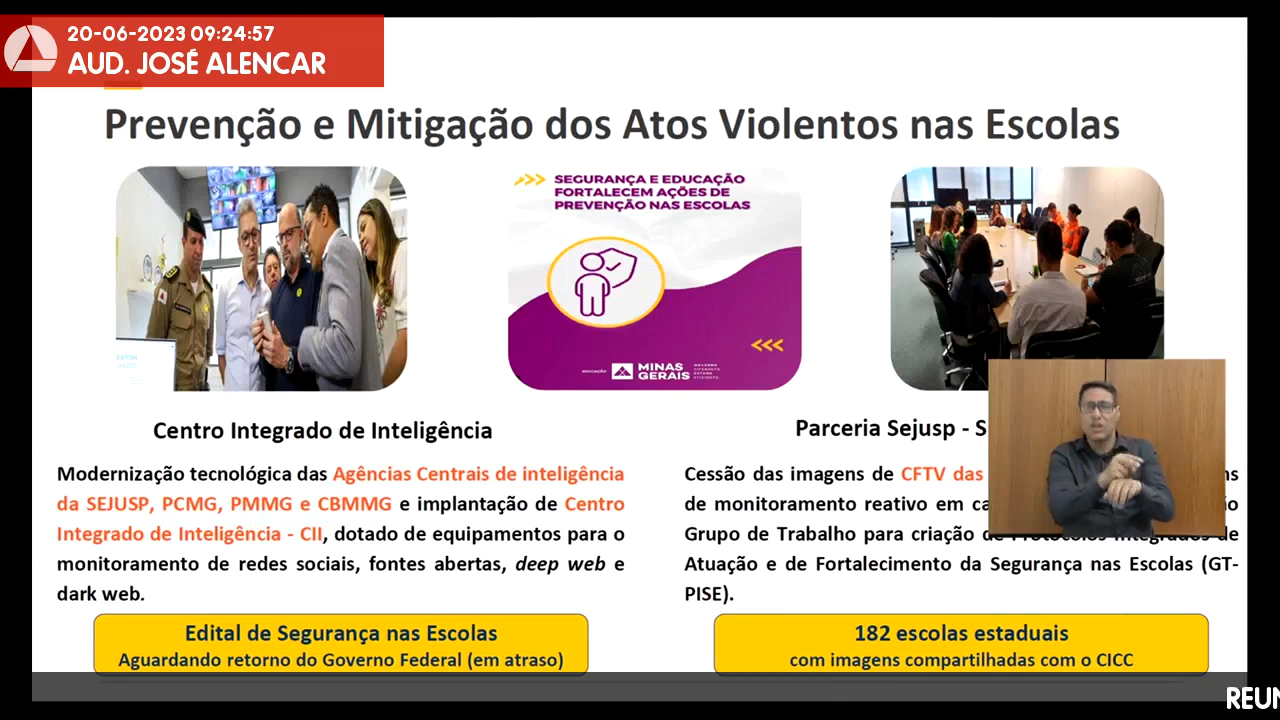 20-06-2023 09:24:57
AUD. JOSÉ ALENCAR
Prevenção e Mitigação dos Atos Violentos nas Escolas
SEGURANÇA E EDUCAÇÃO
FORTALECEM AÇÕES DE
PREVENÇÃO NAS ESCOLAS
MINAS
GERAIS
Centro Integrado de Inteligência
Modernização tecnológica das Agências Centrais de inteligência
da SEJUSP, PCMG, PMMG e CBMMG e implantação de Centro
Integrado de Inteligência - CII, dotado de equipamentos para o
monitoramento de redes sociais, fontes abertas, deep web e
dark web.
Edital de Segurança nas Escolas
Aguardando retorno do Governo Federal (em atraso)
Parceria Sejusp - S
Cessão das imagens de CFTV das
de monitoramento reativo em ca
Grupo de Trabalho para criação de Protocolos Integrados de
Atuação e de Fortalecimento da Segurança nas Escolas (GT-
PISE).
182 escolas estaduais
com imagens compartilhadas com o CICC
REUN